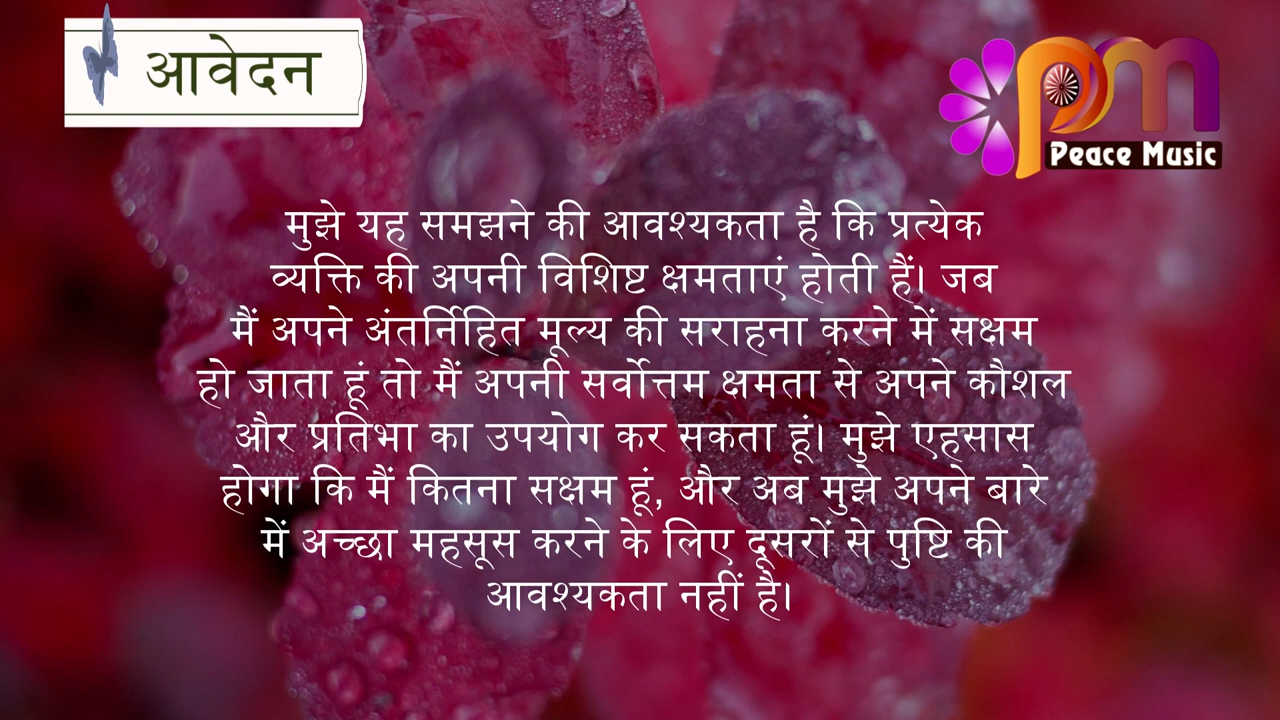 आवेदन
pm
Peace Music
मुझे यह समझने की आवश्यकता है कि प्रत्येक
व्यक्ति की अपनी विशिष्ट क्षमताएं होती हैं। जब
मैं अपने अंतर्निहित मूल्य की सराहना करने में सक्षम
हो जाता हूं तो मैं अपनी सर्वोत्तम क्षमता से अपने कौशल
और प्रतिभा का उपयोग कर सकता हूं। मुझे एहसास
होगा कि मैं कितना सक्षम हूं, और अब मुझे अपने बारे
में अच्छा महसूस करने के लिए दूसरों से पुष्टि की
आवश्यकता नहीं है।